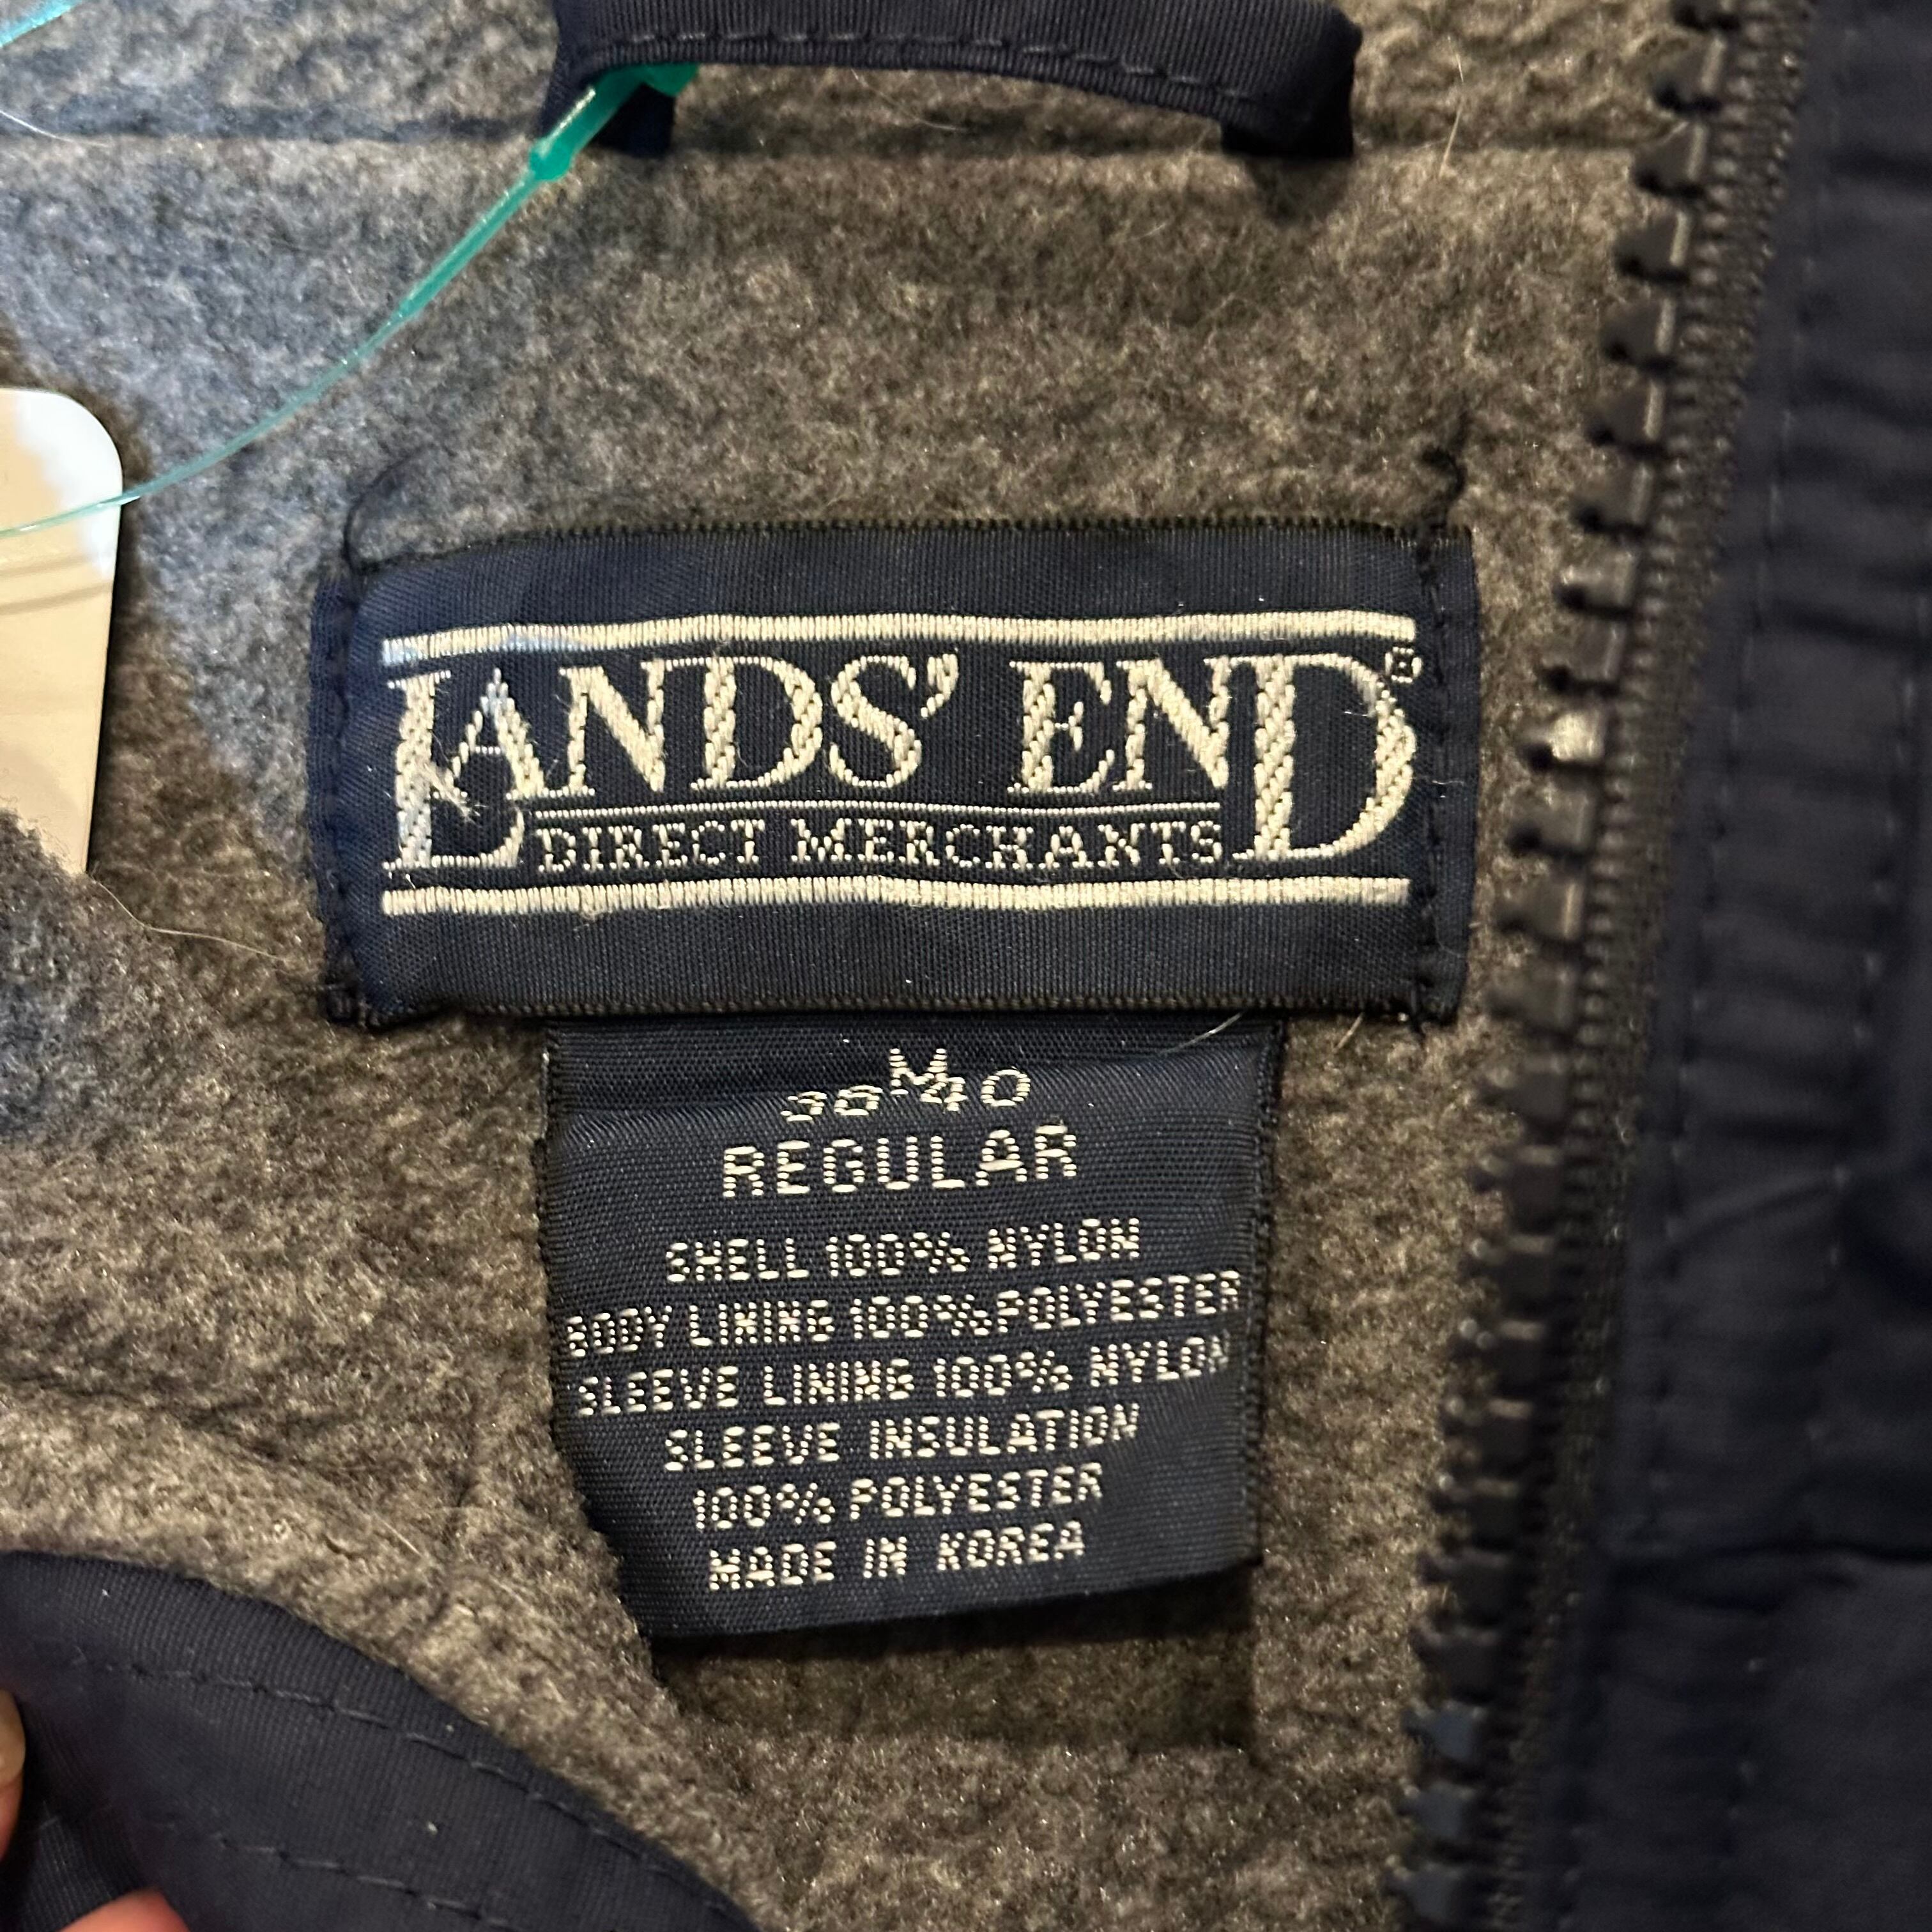 LANDS' END®
DIRECT MERCHANTS
M
38 40
REGULAR
SHELL 100% NYLON
BODY LINING 100% POLYESTER
SLEEVE LINING 100% NYLON
SLEEVE INSULATION
100% POLYESTER
MADE IN KOREA